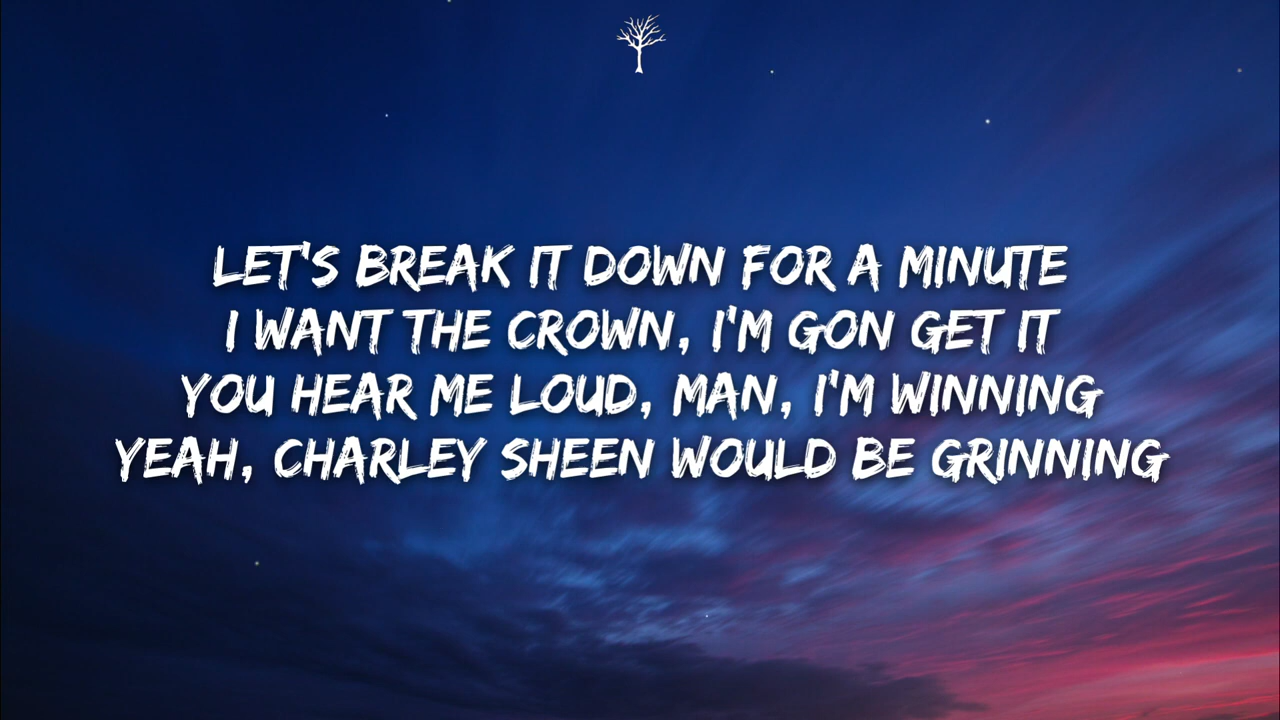 LET'S BREAK IT DOWN FOR A MINUTE
I WANT THE CROWN, I'M GON GET IT
YOU HEAR ME LOUD, MAN, I'M WINNING
YEAH, CHARLEY SHEEN WOULD BE GRINNING